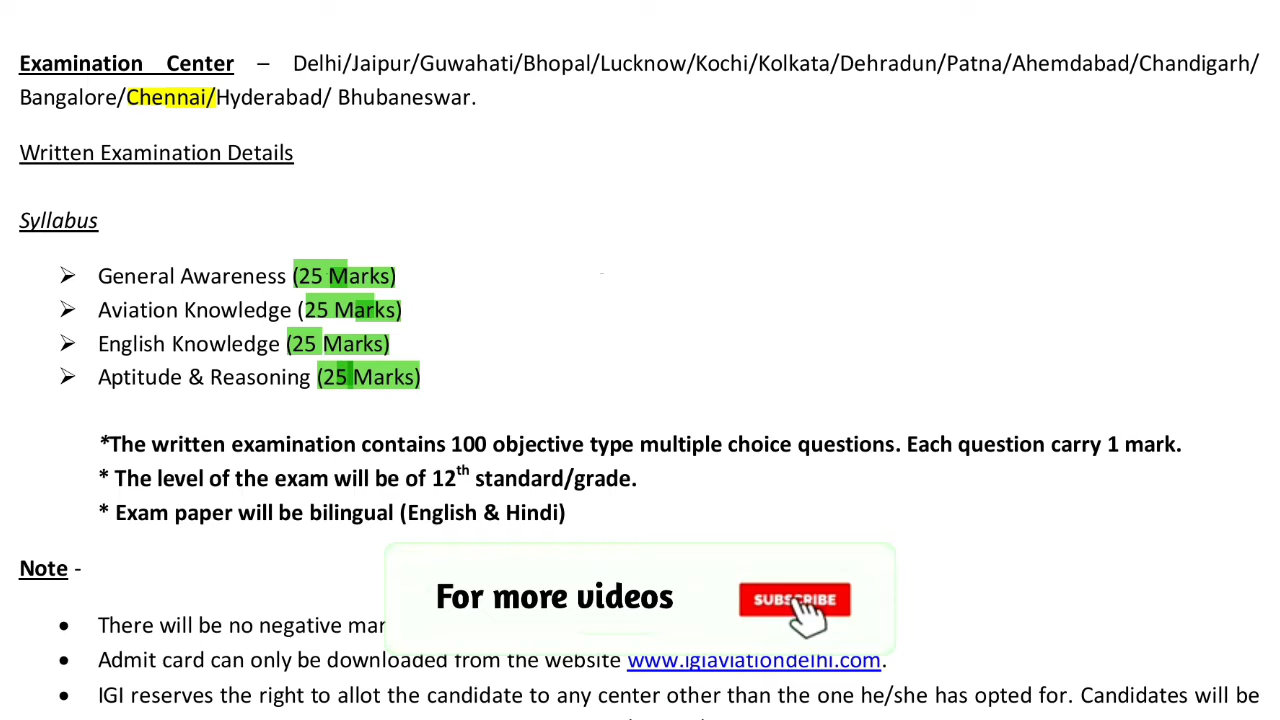 Examination Center – Delhi/Jaipur/Guwahati/Bhopal/Lucknow/Kochi/Kolkata/Dehradun/Patna/Ahemdabad/Chandigarh/
Bangalore/Chennai/Hyderabad/ Bhubaneswar.
Written Examination Details
Syllabus
➢ General Awareness (25 Marks)
➢ Aviation Knowledge (25 Marks)
➢ English Knowledge (25 Marks)
➢ Aptitude & Reasoning (25 Marks)
*The written examination contains 100 objective type multiple choice questions. Each question carry 1 mark.
* The level of the exam will be of 12th standard/grade.
* Exam paper will be bilingual (English & Hindi)
Note -
For more videos
SUBSCRIBE
• There will be no negative mar
• Admit card can only be downloaded from the website www.igiaviationdelhi.com.
• IGI reserves the right to allot the candidate to any center other than the one he/she has opted for. Candidates will be